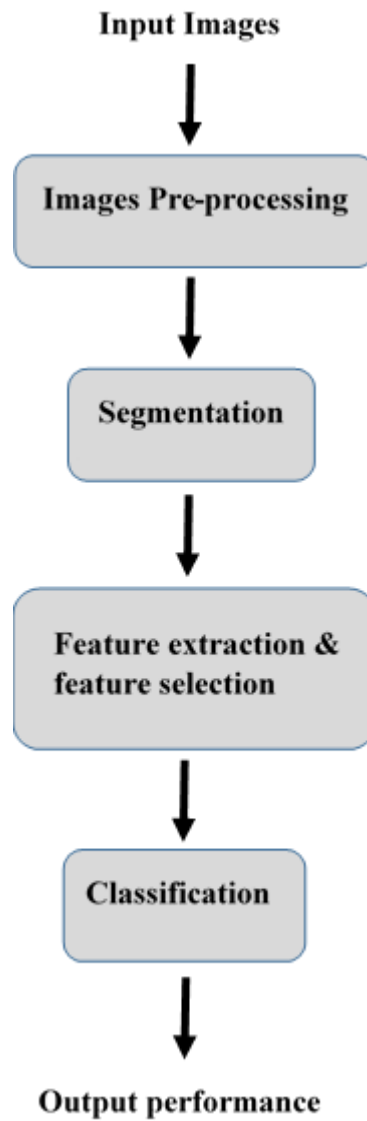 Input Images
Images Pre-processing
Segmentation
Feature extraction &
feature selection
Classification
Output performance